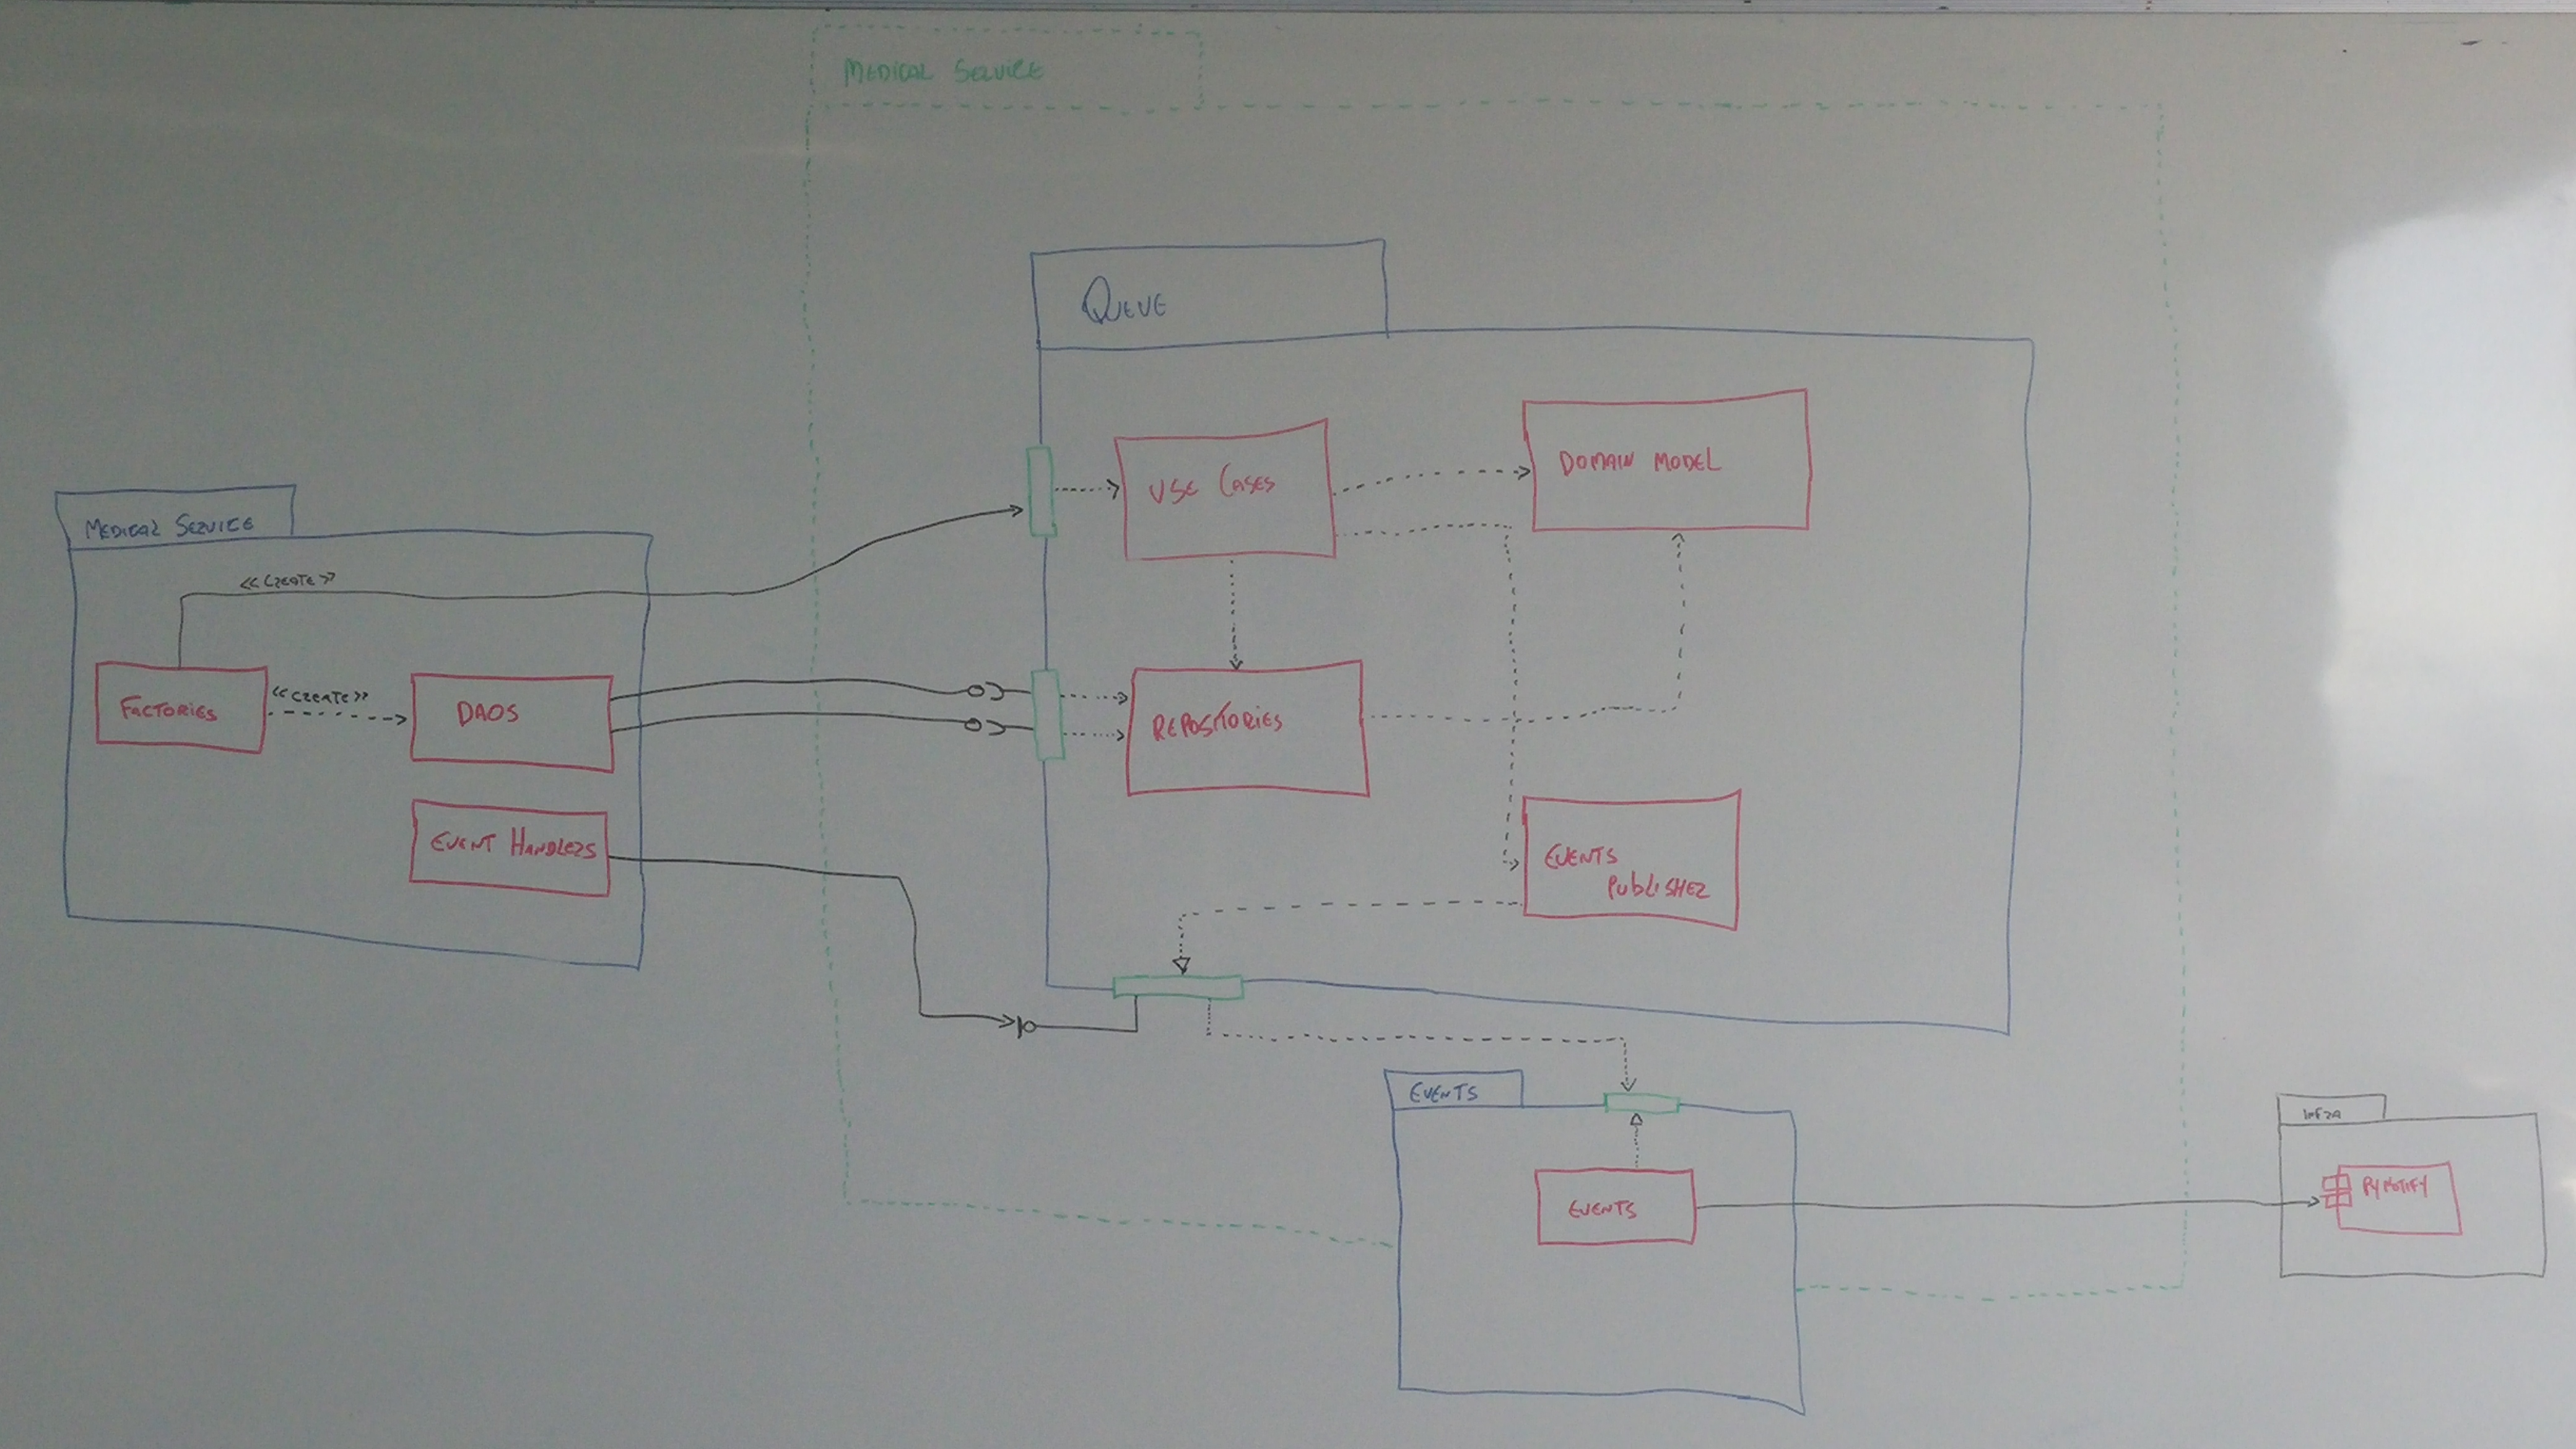 MEDICAL SERVICE
QUEUE
USE CASES
DOMAIN MODEL
MEDICAL SERVICE
<<CREATE>>
FACTORIES
<<CREATE>>
DAOS
REPOSITORIES
EVENT HANDLERS
EVENTS
PUBLISHER
EVENTS
INFRA
EVENTS
PYNOTIFY